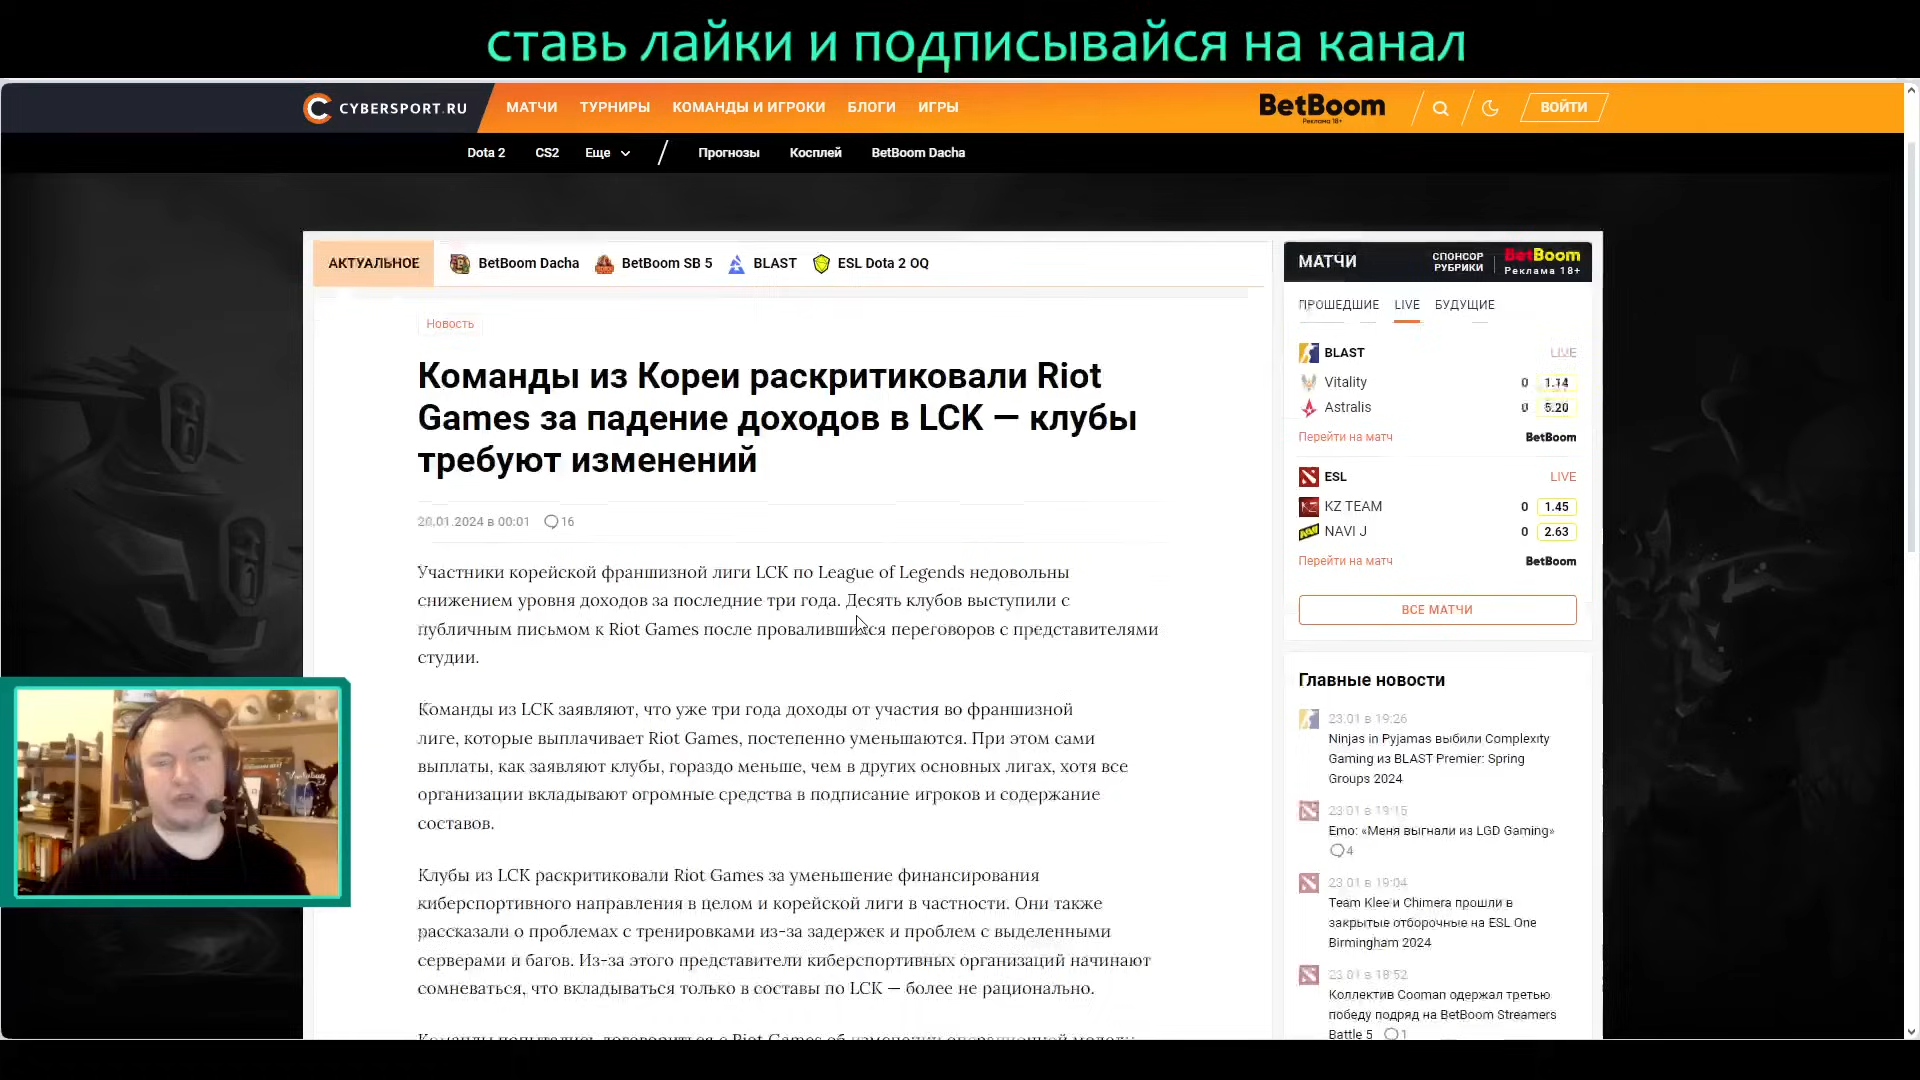 ставь лайки и подписывайся на канал
CYBERSPORT.RU
МАТЧИ ТУРНИРЫ КОМАНДЫ И ИГРОКИ БЛОГИ ИГРЫ
BetBoom
Реклама 18+
ВОЙТИ
Dota 2 CS2 Еще Прогнозы Косплей BetBoom Dacha
АКТУАЛЬНОЕ BetBoom Dacha BetBoom SB 5 BLAST ESL Dota 2 OQ
Новость
Команды из Кореи раскритиковали Riot
Games за падение доходов в LCK — клубы
требуют изменений
.01.2024 в 00:01 16
Участники корейской франшизной лиги LCK по League of Legends недовольны
снижением уровня доходов за последние три года. Десять клубов выступили с
публичным письмом к Riot Games после провалившихся переговоров с представителями
студии.
Команды из LCK заявляют, что уже три года доходы от участия во франшизной
лиге, которые выплачивает Riot Games, постепенно уменьшаются. При этом сами
выплаты, как заявляют клубы, гораздо меньше, чем в других основных лигах, хотя все
организации вкладывают огромные средства в подписание игроков и содержание
составов.
Клубы из LCK раскритиковали Riot Games за уменьшение финансирования
киберспортивного направления в целом и корейской лиги в частности. Они также
рассказали о проблемах с тренировками из-за задержек и проблем с выделенными
серверами и багов. Из-за этого представители киберспортивных организаций начинают
сомневаться, что вкладываться только в составы по LCK — более не рационально.
Команды попытались договориться с Riot Games об изменении операционной модели
МАТЧИ
СПОНСОР
РУБРИКИ
BetBoom
Реклама 18+
ПРОШЕДШИЕ LIVE БУДУЩИЕ
BLAST LIVE
Vitality 0 1.14
Astralis 0 5.20
Перейти на матч BetBoom
ESL LIVE
KZ TEAM 0 1.45
NAVI J 0 2.63
Перейти на матч BetBoom
ВСЕ МАТЧИ
Главные новости
23.01 в 19:26
Ninjas in Pyjamas выбили Complexity
Gaming из BLAST Premier: Spring
Groups 2024
23.01 в 19:15
Emo: «Меня выгнали из LGD Gaming»
4
23.01 в 19:04
Team Klee и Chimera прошли в
закрытые отборочные на ESL One
Birmingham 2024
23.01 в 18:52
Коллектив Cooman одержал третью
победу подряд на BetBoom Streamers
Battle 5 1